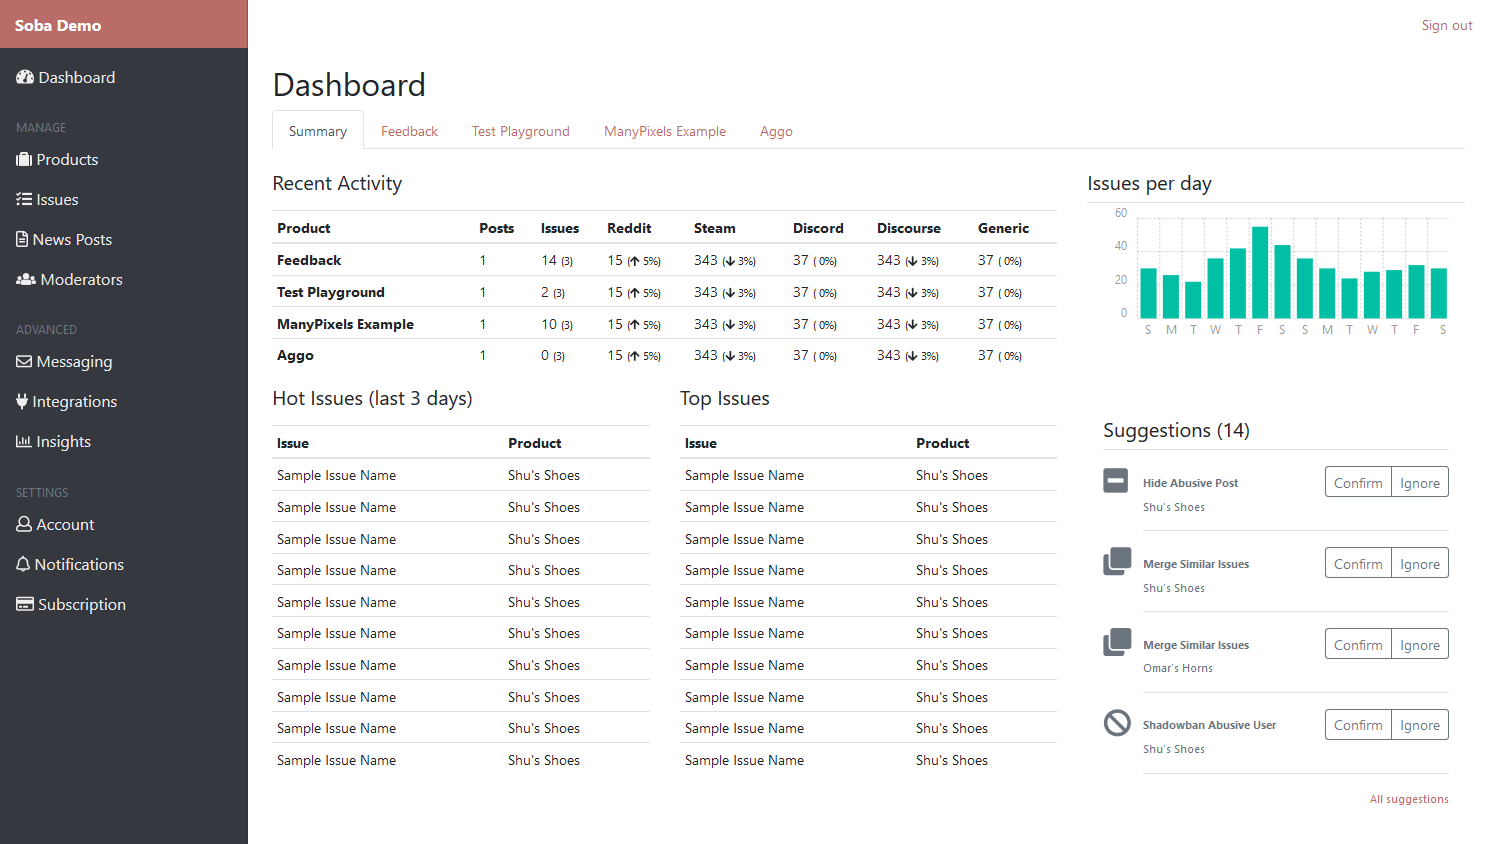 Soba Demo
Sign out
Dashboard
MANAGE
Products
Issues
News Posts
Moderators
ADVANCED
Messaging
Integrations
Insights
SETTINGS
Account
Notifications
Subscription
Dashboard
Summary Feedback Test Playground ManyPixels Example Aggo
Recent Activity
Product Posts Issues Reddit Steam Discord Discourse Generic
Feedback 1 14 (3) 15 (↑ 5%) 343 (↓ 3%) 37 ( 0%) 343 (↓ 3%) 37 ( 0%)
Test Playground 1 2 (3) 15 (↑ 5%) 343 (↓ 3%) 37 ( 0%) 343 (↓ 3%) 37 ( 0%)
ManyPixels Example 1 10 (3) 15 (↑ 5%) 343 (↓ 3%) 37 ( 0%) 343 (↓ 3%) 37 ( 0%)
Aggo 1 0 (3) 15 (↑ 5%) 343 (↓ 3%) 37 ( 0%) 343 (↓ 3%) 37 ( 0%)
Issues per day
60
40
20
0
S M T W T F S S M T W T F S
Hot Issues (last 3 days)
Issue Product
Sample Issue Name Shu's Shoes
Sample Issue Name Shu's Shoes
Sample Issue Name Shu's Shoes
Sample Issue Name Shu's Shoes
Sample Issue Name Shu's Shoes
Sample Issue Name Shu's Shoes
Sample Issue Name Shu's Shoes
Sample Issue Name Shu's Shoes
Sample Issue Name Shu's Shoes
Sample Issue Name Shu's Shoes
Top Issues
Issue Product
Sample Issue Name Shu's Shoes
Sample Issue Name Shu's Shoes
Sample Issue Name Shu's Shoes
Sample Issue Name Shu's Shoes
Sample Issue Name Shu's Shoes
Sample Issue Name Shu's Shoes
Sample Issue Name Shu's Shoes
Sample Issue Name Shu's Shoes
Sample Issue Name Shu's Shoes
Sample Issue Name Shu's Shoes
Suggestions (14)
Hide Abusive Post Confirm Ignore
Shu's Shoes
Merge Similar Issues Confirm Ignore
Shu's Shoes
Merge Similar Issues Confirm Ignore
Omar's Horns
Shadowban Abusive User Confirm Ignore
Shu's Shoes
All suggestions